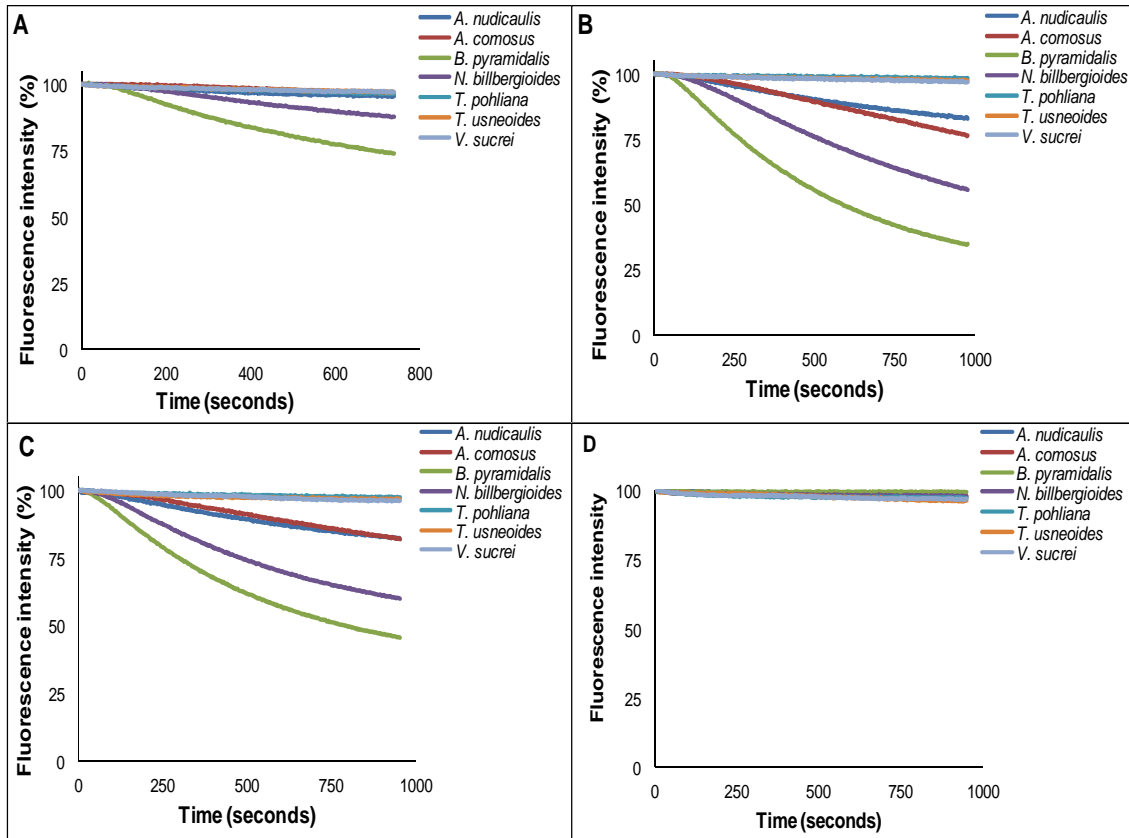 A
A. nudicaulis
A. comosus
B. pyramidalis
N. billbergioides
T. pohliana
T. usneoides
V. sucrei
Fluorescence intensity (%)
100
75
50
25
0
0 200 400 600 800
Time (seconds)
B
A. nudicaulis
A. comosus
B. pyramidalis
N. billbergioides
T. pohliana
T. usneoides
V. sucrei
Fluorescence intensity (%)
100
75
50
25
0
0 250 500 750 1000
Time (seconds)
C
A. nudicaulis
A. comosus
B. pyramidalis
N. billbergioides
T. pohliana
T. usneoides
V. sucrei
Fluorescence intensity (%)
100
75
50
25
0
0 250 500 750 1000
Time (seconds)
D
A. nudicaulis
A. comosus
B. pyramidalis
N. billbergioides
T. pohliana
T. usneoides
V. sucrei
Fluorescence intensity
100
75
50
25
0
0 250 500 750 1000
Time (seconds)